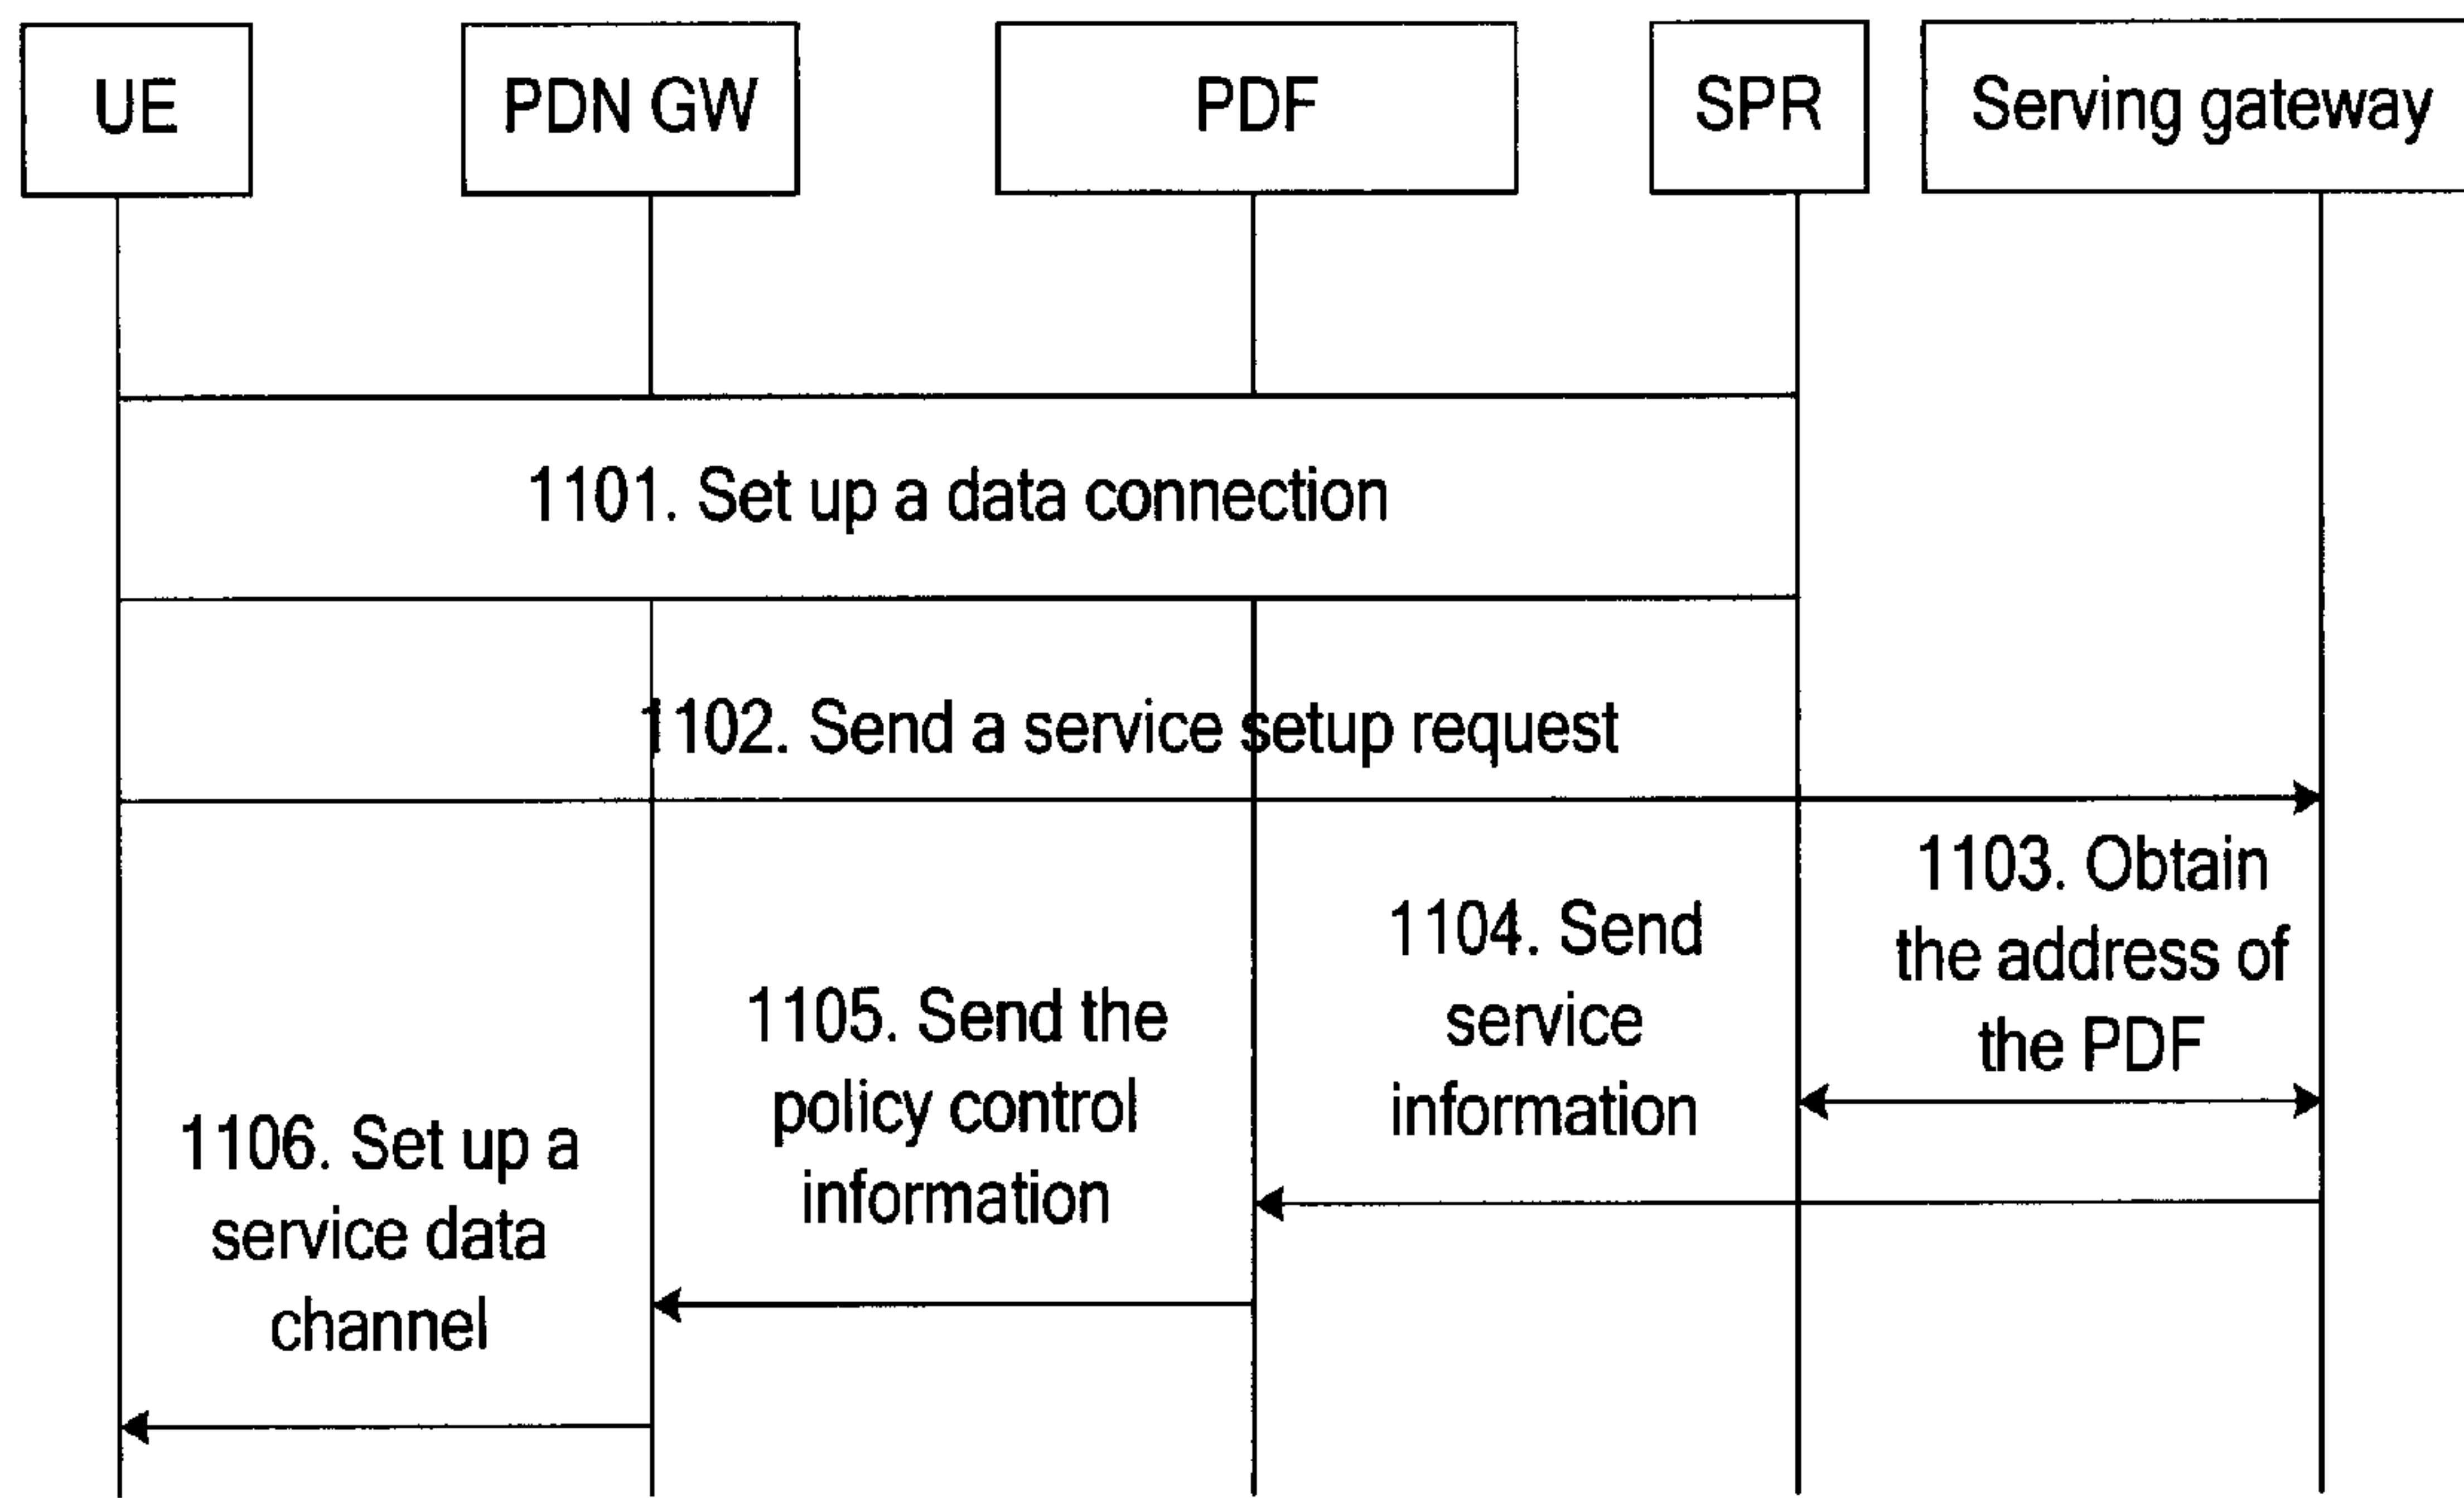 UE
PDN GW
PDF
SPR
Serving gateway
1101. Set up a data connection
1102. Send a service setup request
1103. Obtain
the address of
the PDF
1104. Send
service
information
1105. Send the
policy control
information
1106. Set up a
service data
channel